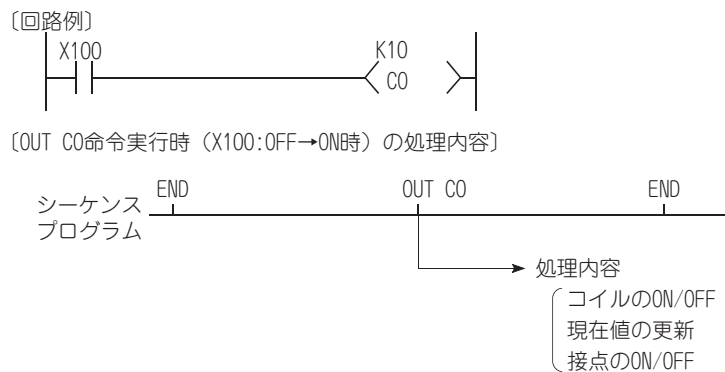 〔回路例〕
X100
K10
C0
〔OUT C0命令実行時（X100:OFF→ON時）の処理内容〕
END
OUT C0
END
シーケンス
プログラム
処理内容
コイルのON/OFF
現在値の更新
接点のON/OFF